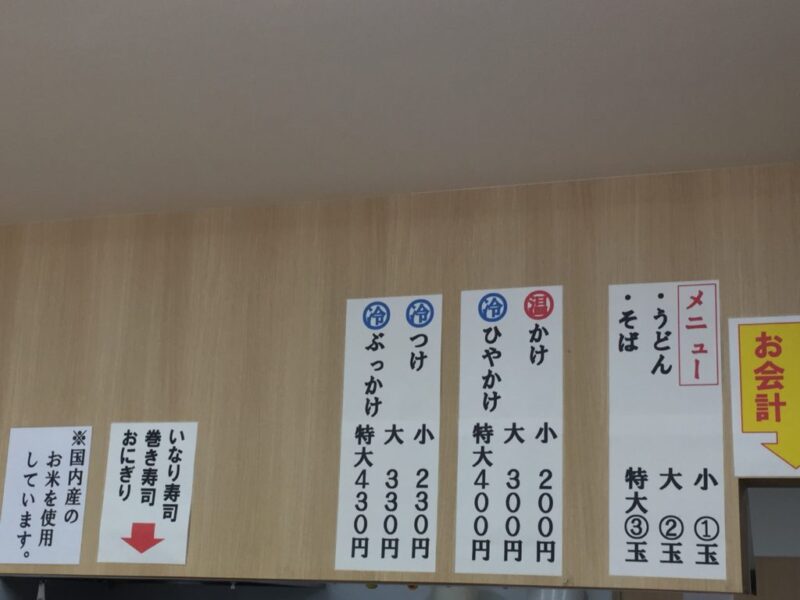 お会計
メニュー
・うどん
・そば
小 ①玉
大 ②玉
特大③玉
温 かけ
冷 ひやかけ
小 200円
大 300円
特大400円
冷 つけ
冷 ぶっかけ
小 230円
大 330円
特大430円
いなり寿司
巻き寿司
おにぎり
※国内産の
お米を使用
しています。